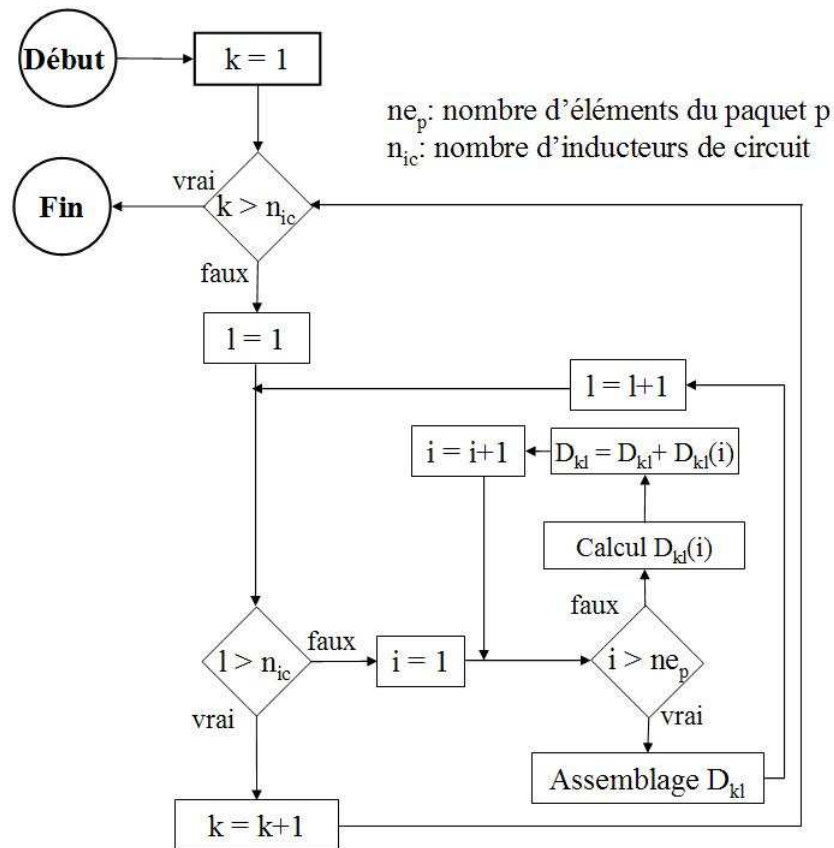 Début
k = 1
ne_p: nombre d'éléments du paquet p
n_ic: nombre d'inducteurs de circuit
vrai
Fin
k > n_ic
faux
l = 1
l = l+1
i = i+1
D_kl = D_kl + D_kl(i)
Calcul D_kl(i)
faux
l > n_ic
faux
i = 1
i > ne_p
vrai
vrai
Assemblage D_kl
k = k+1